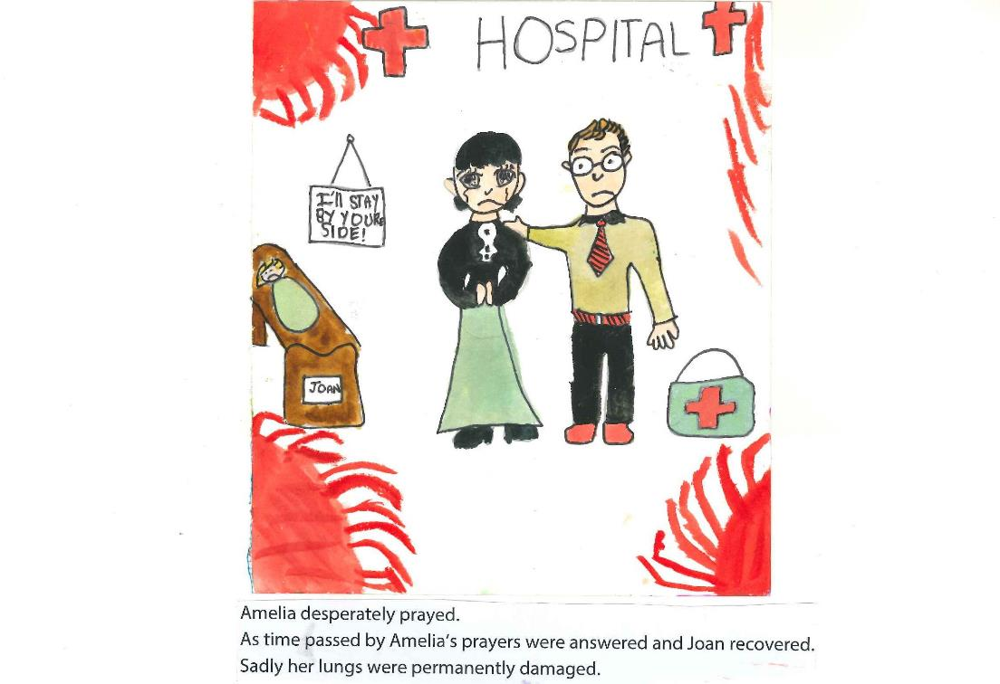 HOSPITAL
I'll STAY
BY YOURE
SIDE!
JOAN
Amelia desperately prayed.
As time passed by Amelia's prayers were answered and Joan recovered.
Sadly her lungs were permanently damaged.